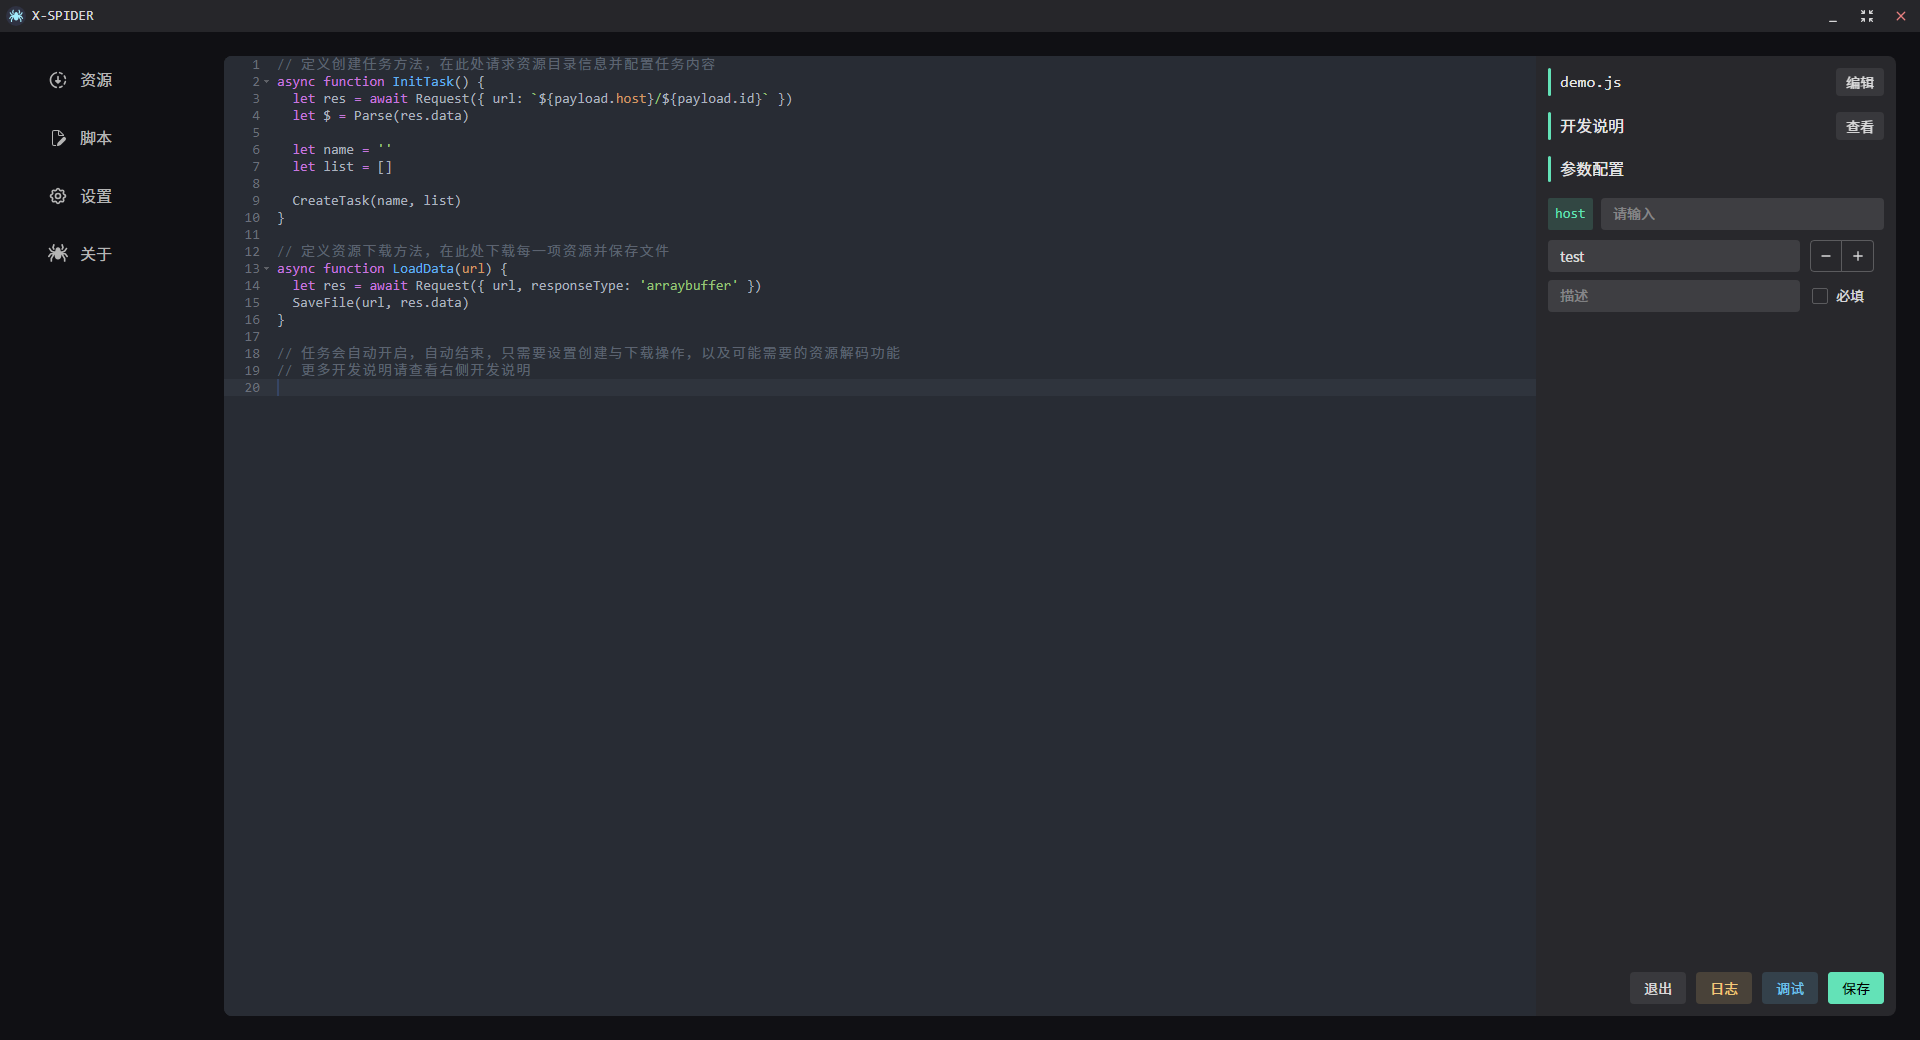 X-SPIDER
资源
脚本
设置
关于
1 // 定义创建任务方法，在此处请求资源目录信息并配置任务内容
2 async function InitTask() {
3 let res = await Request({ url: `${payload.host}/${payload.id}` })
4 let $ = Parse(res.data)
5
6 let name = ''
7 let list = []
8
9 CreateTask(name, list)
10 }
11
12 // 定义资源下载方法，在此处下载每一项资源并保存文件
13 async function LoadData(url) {
14 let res = await Request({ url, responseType: 'arraybuffer' })
15 SaveFile(url, res.data)
16 }
17
18 // 任务会自动开启，自动结束，只需要设置创建与下载操作，以及可能需要的资源解码功能
19 // 更多开发说明请查看右侧开发说明
20
demo.js 编辑
开发说明 查看
参数配置
host 请输入
test − +
描述 必填
退出 日志 调试 保存